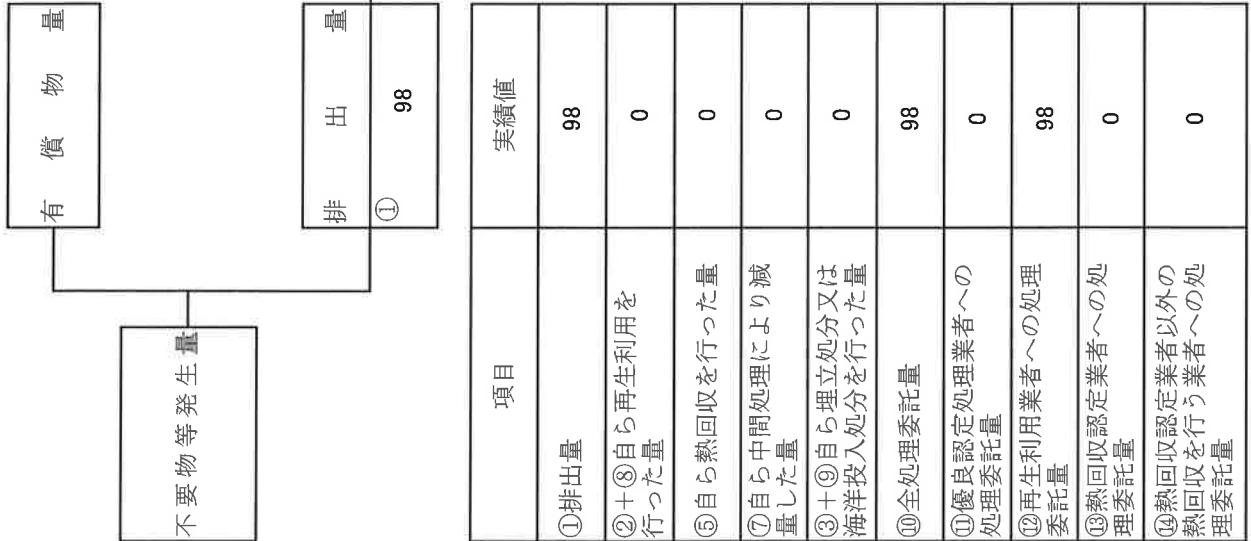 不要物等発生量
有償物量
排出量
①
98
項目
実績値
①排出量
98
②＋⑧自ら再生利用を
行った量
0
⑤自ら熱回収を行った量
0
⑦自ら中間処理により減
量した量
0
③＋⑨自ら埋立処分又は
海洋投入処分を行った量
0
⑩全処理委託量
98
⑪優良認定処理業者への
処理委託量
0
⑫再生利用業者への処理
委託量
98
⑬熱回収認定業者への処
理委託量
0
⑭熱回収認定業者以外の
熱回収を行う業者への処
理委託量
0